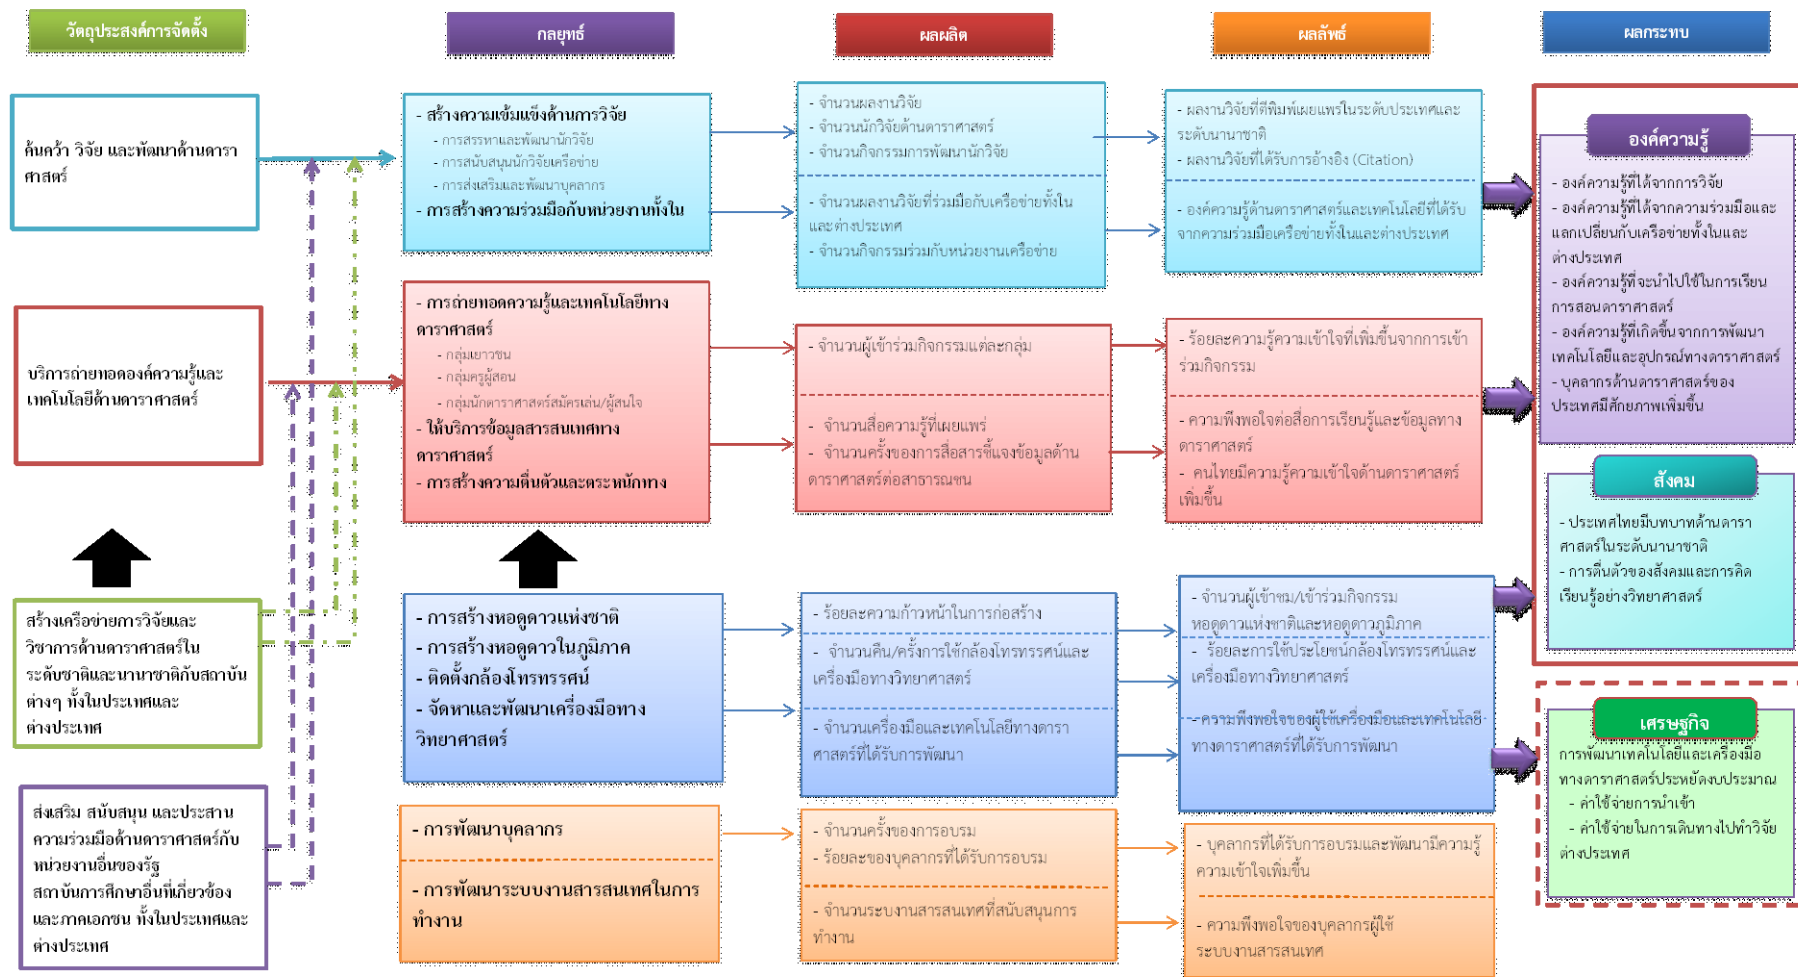 วัตถุประสงค์การจัดตั้ง
กลยุทธ์
ผลผลิต
ผลลัพธ์
ผลกระทบ
ค้นคว้า วิจัย และพัฒนาด้านดารา
ศาสตร์
- สร้างความเข้มแข็งด้านการวิจัย
- การสรรหาและพัฒนานักวิจัย
- การสนับสนุนนักวิจัยเครือข่าย
- การส่งเสริมและพัฒนาบุคลากร
- การสร้างความร่วมมือกับหน่วยงานทั้งใน
- จำนวนผลงานวิจัย
- จำนวนนักวิจัยด้านดาราศาสตร์
- จำนวนกิจกรรมการพัฒนานักวิจัย
- จำนวนผลงานวิจัยที่ร่วมมือกับเครือข่ายทั้งใน
และต่างประเทศ
- จำนวนกิจกรรมร่วมกับหน่วยงานเครือข่าย
- ผลงานวิจัยที่ตีพิมพ์เผยแพร่ในระดับประเทศและ
ระดับนานาชาติ
- ผลงานวิจัยที่ได้รับการอ้างอิง (Citation)
- องค์ความรู้ด้านดาราศาสตร์และเทคโนโลยีที่ได้รับ
จากความร่วมมือเครือข่ายทั้งในและต่างประเทศ
องค์ความรู้
- องค์ความรู้ที่ได้จากการวิจัย
- องค์ความรู้ที่ได้จากความร่วมมือและ
แลกเปลี่ยนกับเครือข่ายทั้งในและ
ต่างประเทศ
- องค์ความรู้ที่จะนำไปใช้ในการเรียน
การสอนดาราศาสตร์
- องค์ความรู้ที่เกิดขึ้นจากการพัฒนา
เทคโนโลยีและอุปกรณ์ทางดาราศาสตร์
- บุคลากรด้านดาราศาสตร์ของ
ประเทศมีศักยภาพเพิ่มขึ้น
บริการถ่ายทอดองค์ความรู้และ
เทคโนโลยีด้านดาราศาสตร์
- การถ่ายทอดความรู้และเทคโนโลยีทาง
ดาราศาสตร์
- กลุ่มเยาวชน
- กลุ่มครูผู้สอน
- กลุ่มนักดาราศาสตร์สมัครเล่น/ผู้สนใจ
- ให้บริการข้อมูลสารสนเทศทาง
ดาราศาสตร์
- การสร้างความตื่นตัวและตระหนักทาง
- จำนวนผู้เข้าร่วมกิจกรรมแต่ละกลุ่ม
- จำนวนสื่อความรู้ที่เผยแพร่
- จำนวนครั้งของการสื่อสารชี้แจงข้อมูลด้าน
ดาราศาสตร์ต่อสาธารณชน
- ร้อยละความรู้ความเข้าใจที่เพิ่มขึ้นจากการเข้า
ร่วมกิจกรรม
- ความพึงพอใจต่อสื่อการเรียนรู้และข้อมูลทาง
ดาราศาสตร์
- คนไทยมีความรู้ความเข้าใจด้านดาราศาสตร์
เพิ่มขึ้น
สังคม
- ประเทศไทยมีบทบาทด้านดารา
ศาสตร์ในระดับนานาชาติ
- การตื่นตัวของสังคมและการคิด
เรียนรู้อย่างวิทยาศาสตร์
สร้างเครือข่ายการวิจัยและ
วิชาการด้านดาราศาสตร์ใน
ระดับชาติและนานาชาติกับสถาบัน
ต่างๆ ทั้งในประเทศและ
ต่างประเทศ
- การสร้างหอดูดาวแห่งชาติ
- การสร้างหอดูดาวในภูมิภาค
- ติดตั้งกล้องโทรทรรศน์
- จัดหาและพัฒนาเครื่องมือทาง
วิทยาศาสตร์
- ร้อยละความก้าวหน้าในการก่อสร้าง
- จำนวนคืน/ครั้งการใช้กล้องโทรทรรศน์และ
เครื่องมือทางวิทยาศาสตร์
- จำนวนเครื่องมือและเทคโนโลยีทางดารา
ศาสตร์ที่ได้รับการพัฒนา
- จำนวนผู้เข้าชม/เข้าร่วมกิจกรรม
หอดูดาวแห่งชาติและหอดูดาวภูมิภาค
- ร้อยละการใช้ประโยชน์กล้องโทรทรรศน์และ
เครื่องมือทางวิทยาศาสตร์
- ความพึงพอใจของผู้ใช้เครื่องมือและเทคโนโลยี
ทางดาราศาสตร์ที่ได้รับการพัฒนา
เศรษฐกิจ
การพัฒนาเทคโนโลยีและเครื่องมือ
ทางดาราศาสตร์ประหยัดงบประมาณ
- ค่าใช้จ่ายการนำเข้า
- ค่าใช้จ่ายในการเดินทางไปทำวิจัย
ต่างประเทศ
ส่งเสริม สนับสนุน และประสาน
ความร่วมมือด้านดาราศาสตร์กับ
หน่วยงานอื่นของรัฐ
สถาบันการศึกษาอื่นที่เกี่ยวข้อง
และภาคเอกชน ทั้งในประเทศและ
ต่างประเทศ
- การพัฒนาบุคลากร
- การพัฒนาระบบงานสารสนเทศในการ
ทำงาน
- จำนวนครั้งของการอบรม
- ร้อยละของบุคลากรที่ได้รับการอบรม
- จำนวนระบบงานสารสนเทศที่สนับสนุนการ
ทำงาน
- บุคลากรที่ได้รับการอบรมและพัฒนามีความรู้
ความเข้าใจเพิ่มขึ้น
- ความพึงพอใจของบุคลากรผู้ใช้
ระบบงานสารสนเทศ